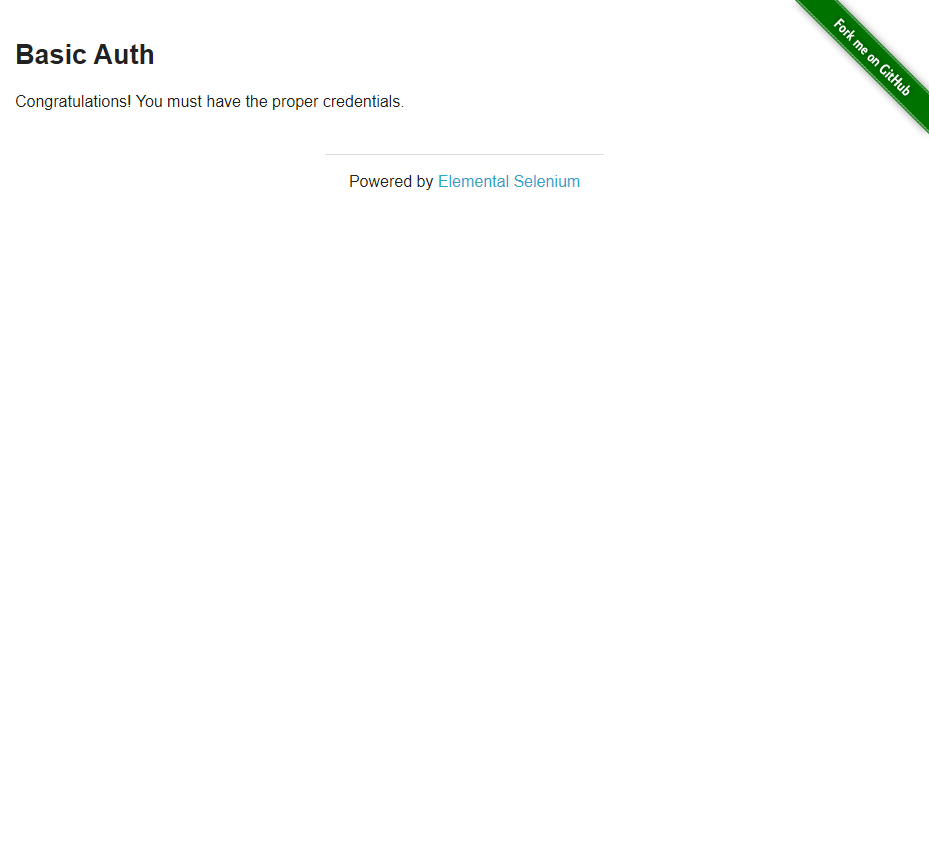 Fork me on GitHub
Basic Auth
Congratulations! You must have the proper credentials.
Powered by Elemental Selenium